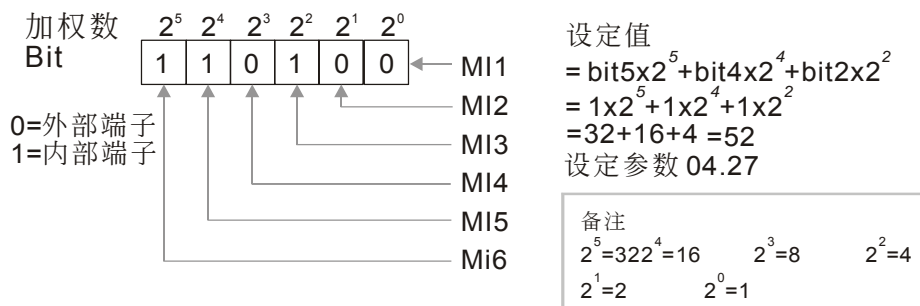 加权数 2⁵ 2⁴ 2³ 2² 2¹ 2⁰
Bit 1 1 0 1 0 0 MI1
MI2
0=外部端子
1=内部端子
MI3
MI4
MI5
Mi6
设定值
= bit5x2⁵+bit4x2⁴+bit2x2²
= 1x2⁵+1x2⁴+1x2²
=32+16+4 =52
设定参数 04.27
备注
2⁵=322⁴=16 2³=8 2²=4
2¹=2 2⁰=1